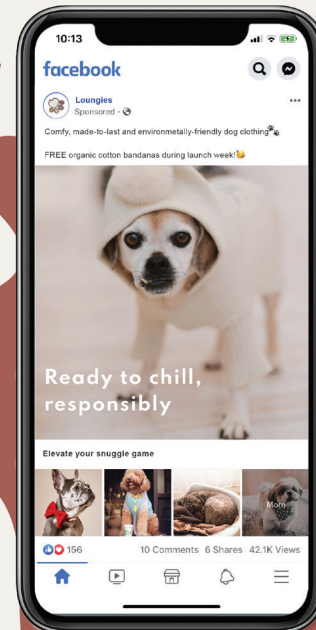 10:13
facebook
Loungies
Sponsored •
Comfy, made-to-last and environmetally-friendly dog clothing
FREE organic cotton bandanas during launch week!
Ready to chill,
responsibly
Elevate your snuggle game
More
156 10 Comments 6 Shares 42.1K Views